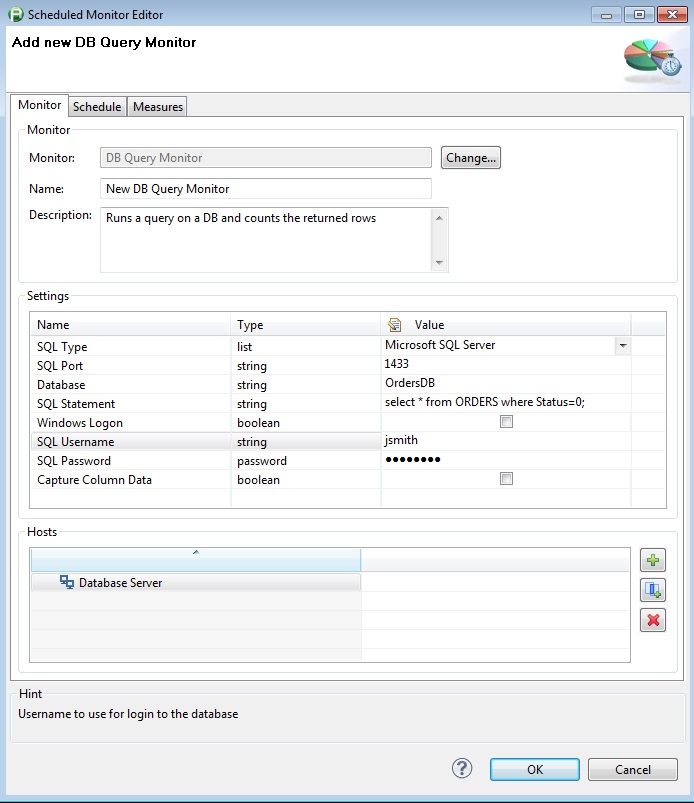 Scheduled Monitor Editor
Add new DB Query Monitor
Monitor Schedule Measures
Monitor
Monitor: DB Query Monitor Change...
Name: New DB Query Monitor
Description: Runs a query on a DB and counts the returned rows
Settings
Name Type Value
SQL Type list Microsoft SQL Server
SQL Port string 1433
Database string OrdersDB
SQL Statement string select * from ORDERS where Status=0;
Windows Logon boolean
SQL Username string jsmith
SQL Password password ●●●●●●●●
Capture Column Data boolean
Hosts
Database Server
Hint
Username to use for login to the database
? OK Cancel